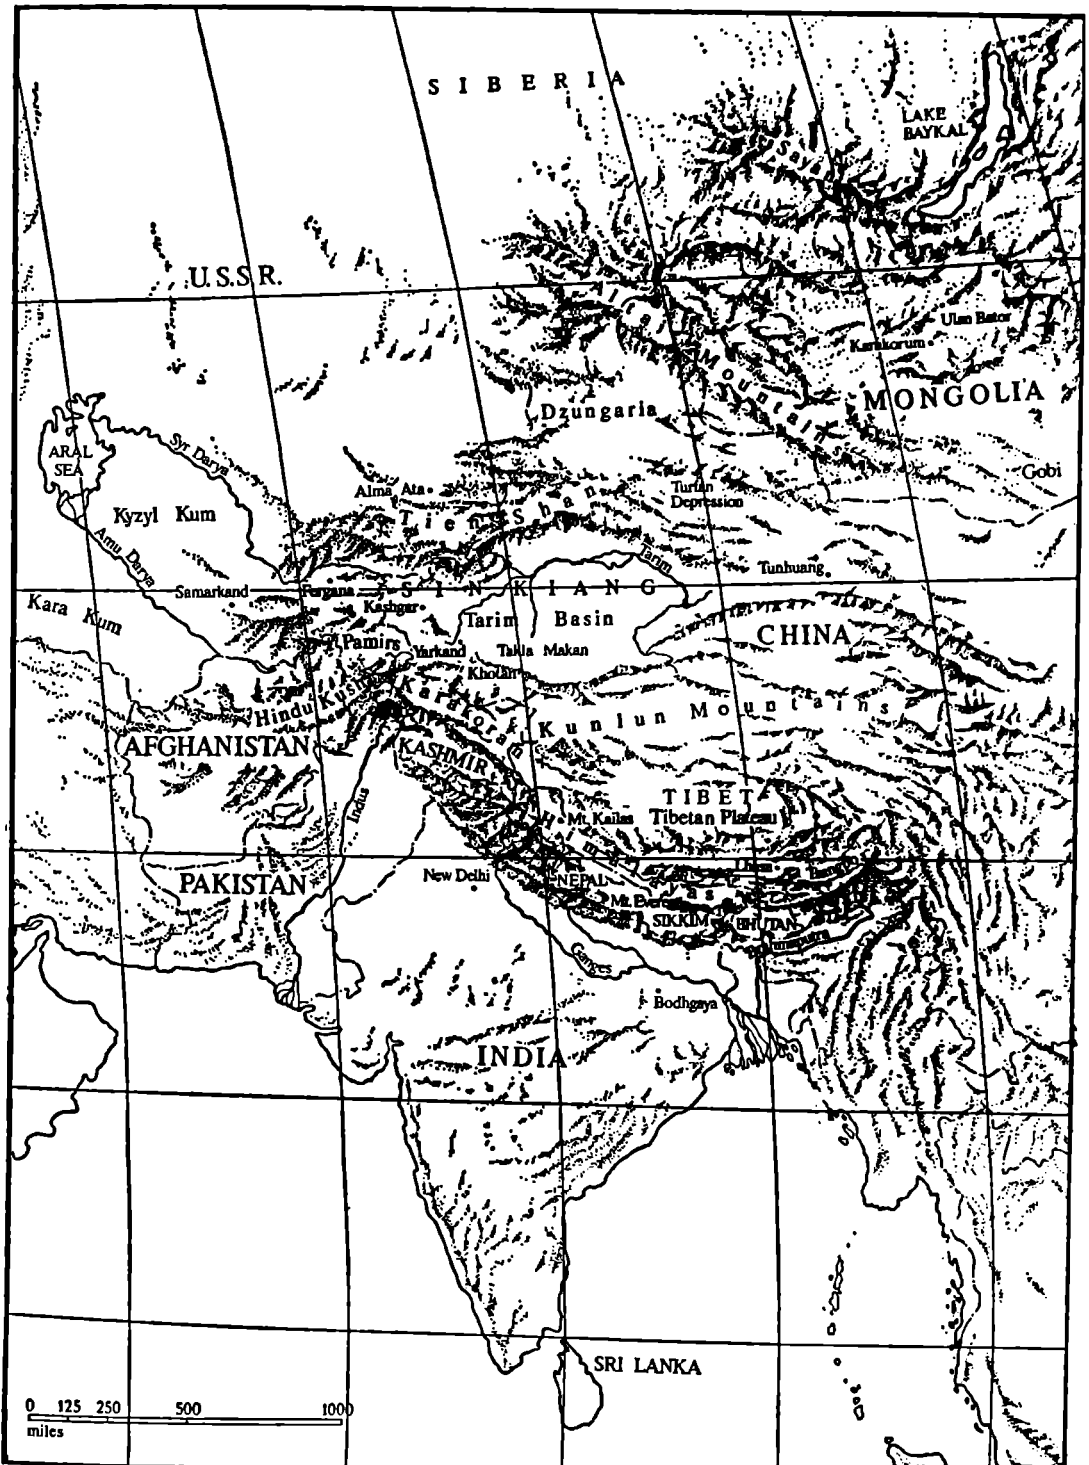 SIBERIA
LAKE
BAYKAL
Sayan
U.S.S.R.
Altai Mountains
Ulan Bator
Karakorum
MONGOLIA
Dzungaria
ARAL
SEA
Syr Darya
Gobi
Alma Ata
Turfan
Depression
Tien Shan
Kyzyl Kum
Amu Darya
Tarim
Tunhuang
Samarkand
Fergana
SINKIANG
Kara Kum
Kashgar
Tarim Basin
CHINA
Pamirs
Yarkand
Takla Makan
Khotan
Hindu Kush
Karakoram
Kunlun Mountains
AFGHANISTAN
KASHMIR
Indus
TIBET
Mt. Kailas
Tibetan Plateau
Himalayas
New Delhi
PAKISTAN
NEPAL
SIKKIM
BHUTAN
Ganges
Bodhgaya
INDIA
SRI LANKA
0 125 250 500 1000
miles